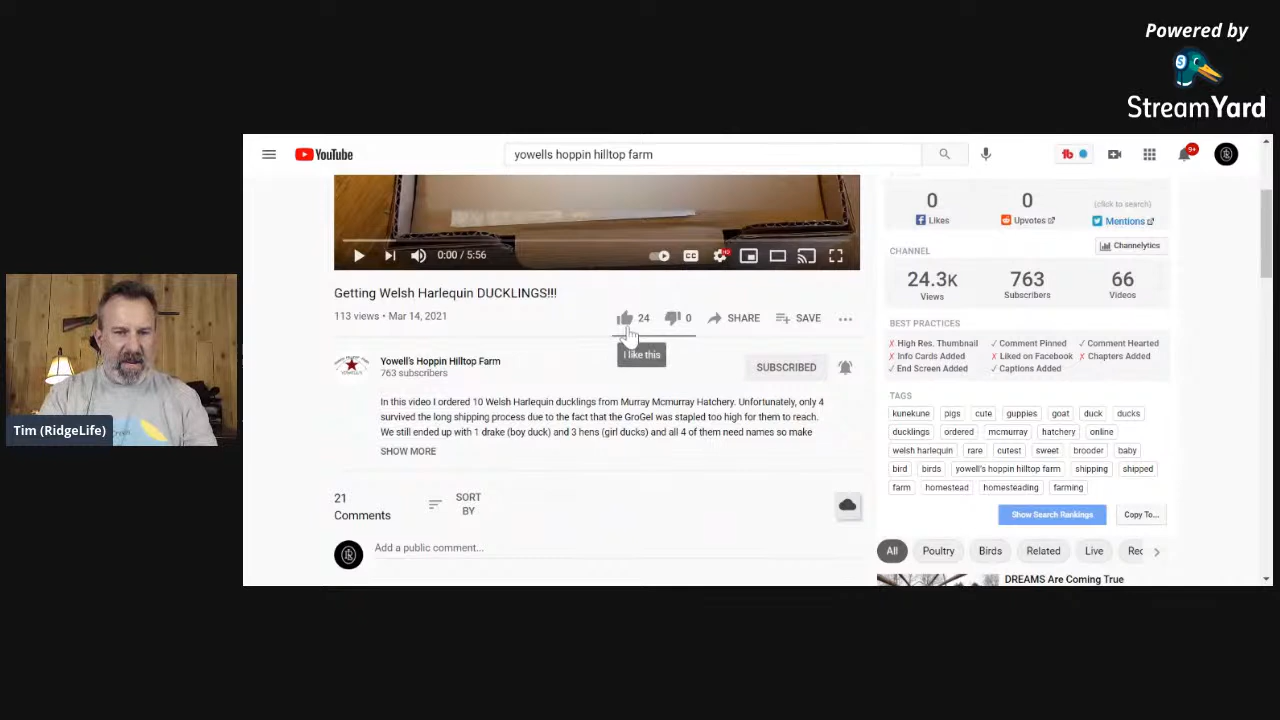 Powered by
StreamYard
YouTube
yowells hoppin hilltop farm
9+
0:00 / 5:56
Getting Welsh Harlequin DUCKLINGS!!!
113 views • Mar 14, 2021
24
0
SHARE
SAVE
I like this
Yowell's Hoppin Hilltop Farm
763 subscribers
SUBSCRIBED
In this video I ordered 10 Welsh Harlequin ducklings from Murray Mcmurray Hatchery. Unfortunately, only 4
survived the long shipping process due to the fact that the GroGel was stapled too high for them to reach.
We still ended up with 1 drake (boy duck) and 3 hens (girl ducks) and all 4 of them need names so make
SHOW MORE
21
Comments
SORT
BY
Add a public comment...
0 0 (click to search)
Likes Upvotes Mentions
CHANNEL Channelytics
24.3K 763 66
Views Subscribers Videos
BEST PRACTICES
✗ High Res. Thumbnail ✓ Comment Pinned ✓ Comment Hearted
✗ Info Cards Added ✗ Liked on Facebook ✗ Chapters Added
✓ End Screen Added ✓ Captions Added
TAGS
kunekune pigs cute guppies goat duck ducks
ducklings ordered mcmurray hatchery online
welsh harlequin rare cutest sweet brooder baby
bird birds yowell's hoppin hilltop farm shipping shipped
farm homestead homesteading farming
Show Search Rankings Copy To...
All Poultry Birds Related Live Rec
DREAMS Are Coming True
Tim (RidgeLife)